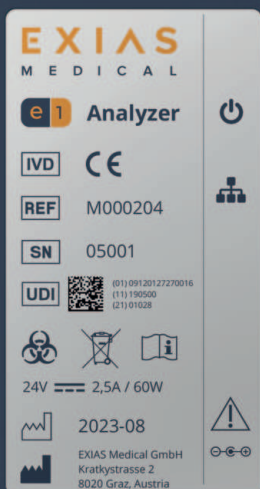 EXIAS
MEDICAL
e1 Analyzer
IVD CE
REF M000204
SN 05001
UDI (01) 09120127270016
(11) 190500
(21) 01028
24V 2,5A / 60W
2023-08
EXIAS Medical GmbH
Kratkystrasse 2
8020 Graz, Austria